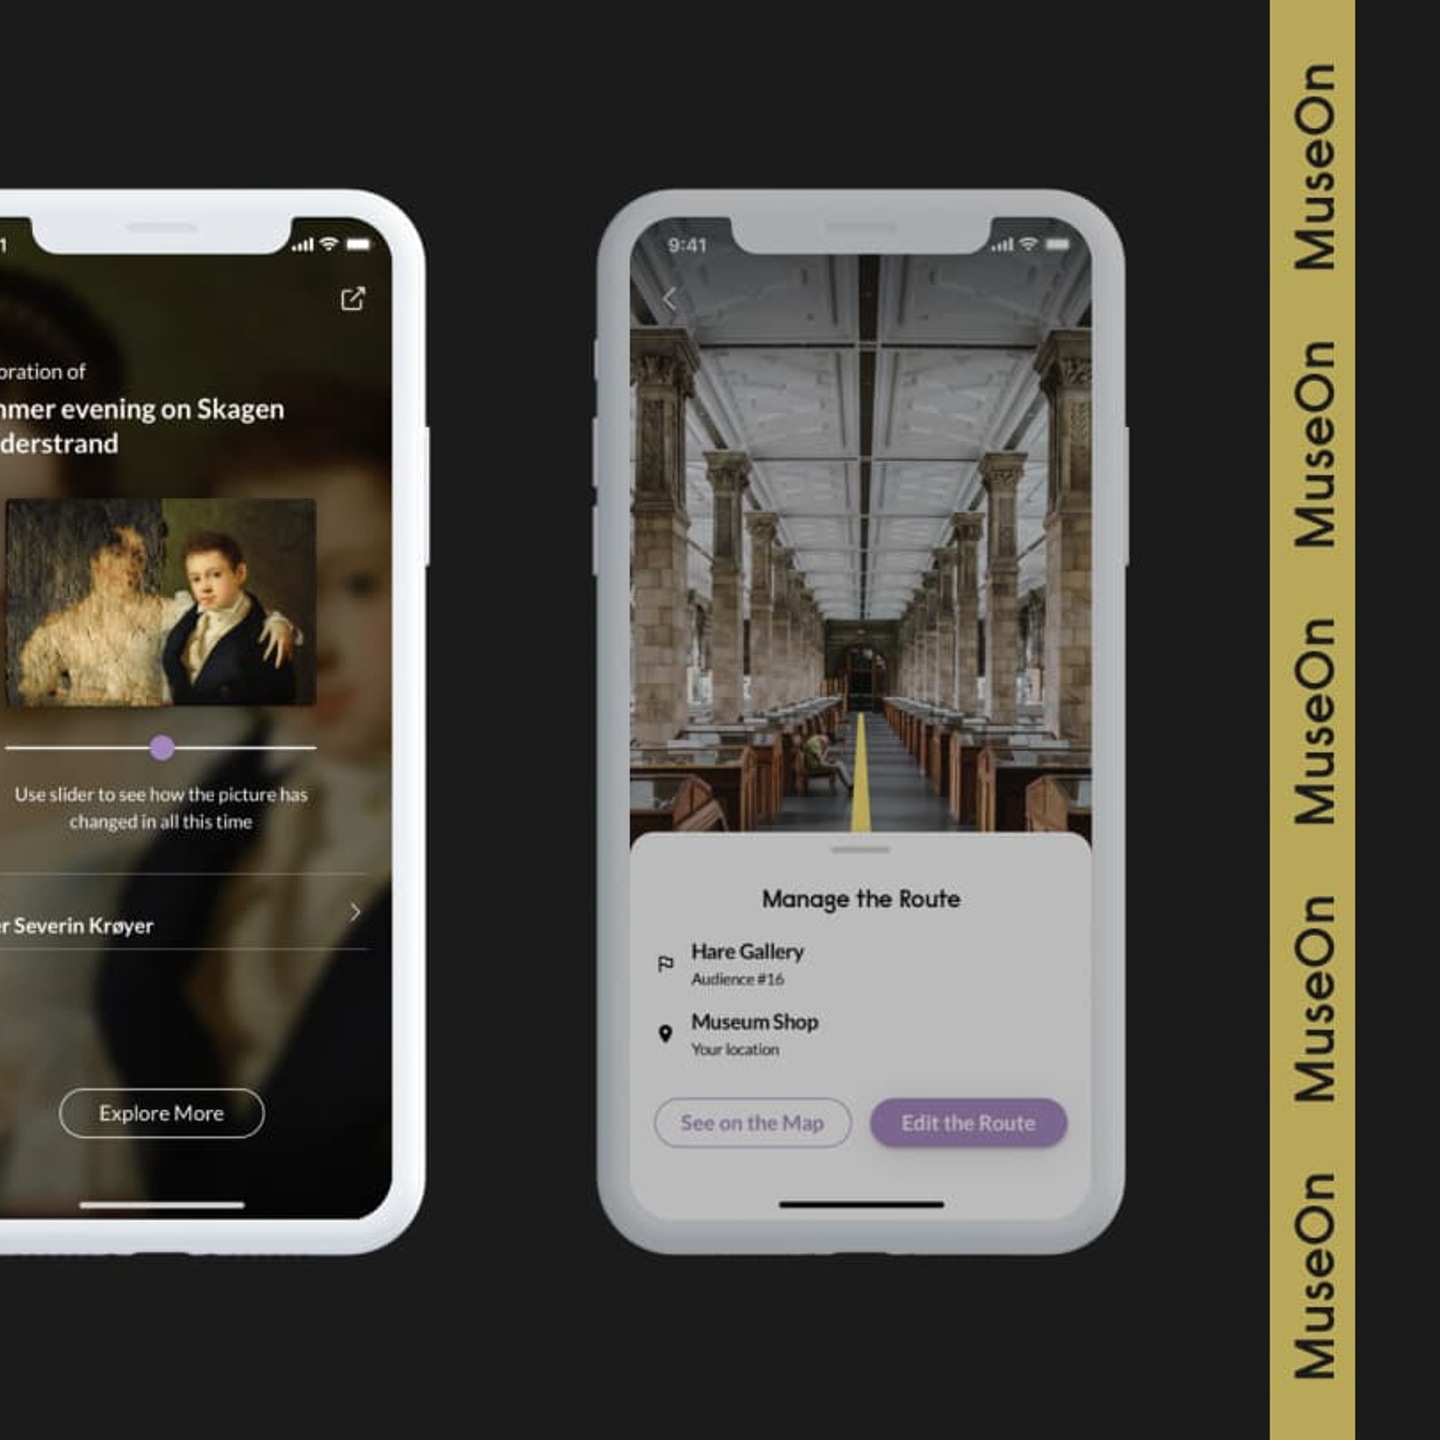 1
oration of
nmer evening on Skagen
derstrand
Use slider to see how the picture has
changed in all this time
r Severin Krøyer
Explore More
9:41
Manage the Route
Hare Gallery
Audience #16
Museum Shop
Your location
See on the Map
Edit the Route
MuseOn
MuseOn
MuseOn
MuseOn
MuseOn